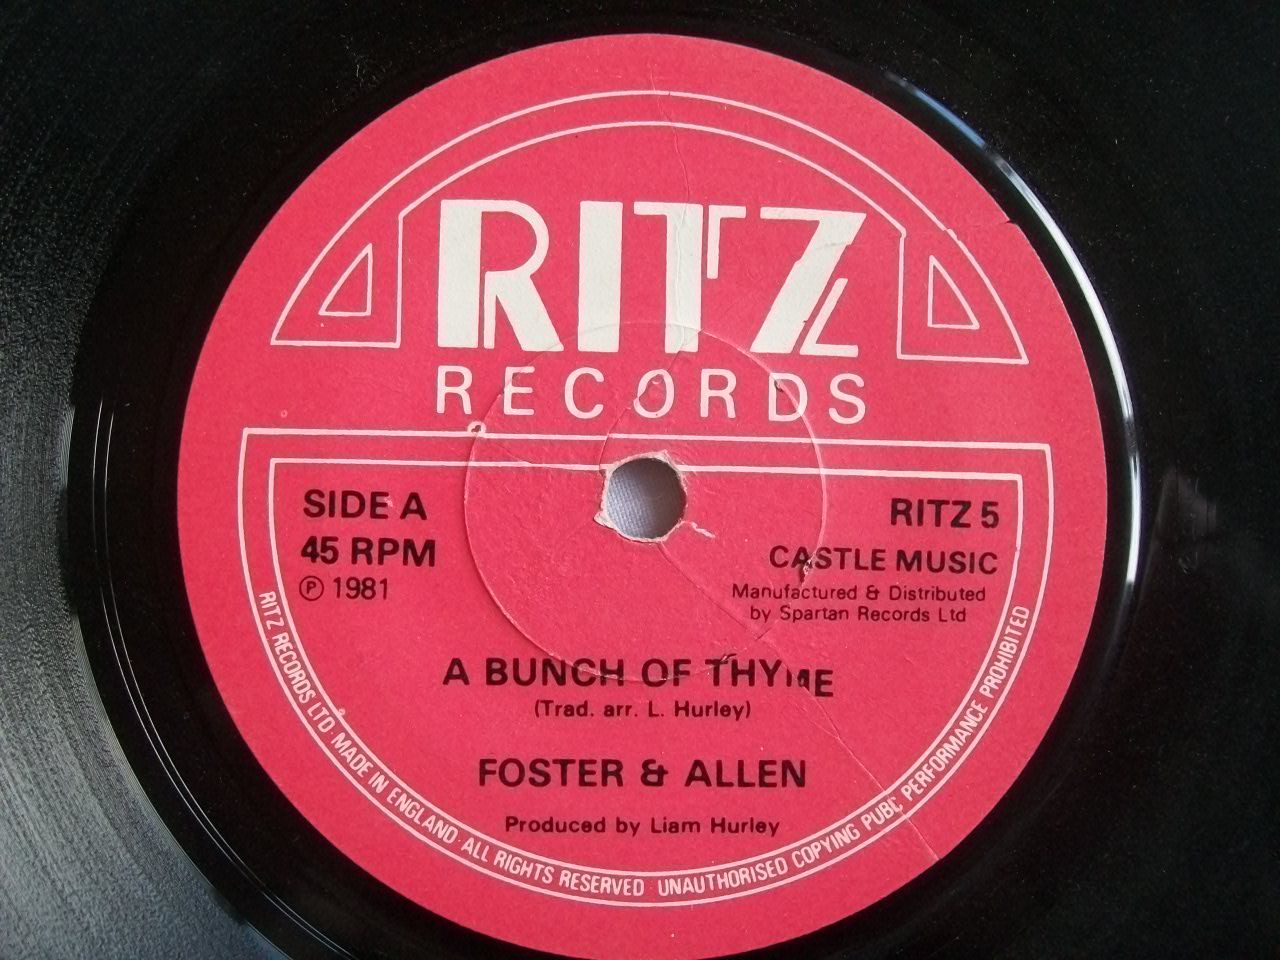 RITZ
RECORDS
SIDE A
45 RPM
℗ 1981
RITZ 5
CASTLE MUSIC
Manufactured & Distributed
by Spartan Records Ltd
A BUNCH OF THYME
(Trad. arr. L. Hurley)
FOSTER & ALLEN
Produced by Liam Hurley
RITZ RECORDS LTD · MADE IN ENGLAND · ALL RIGHTS RESERVED · UNAUTHORISED COPYING PUBL PERFORMANCE PROHIBITED